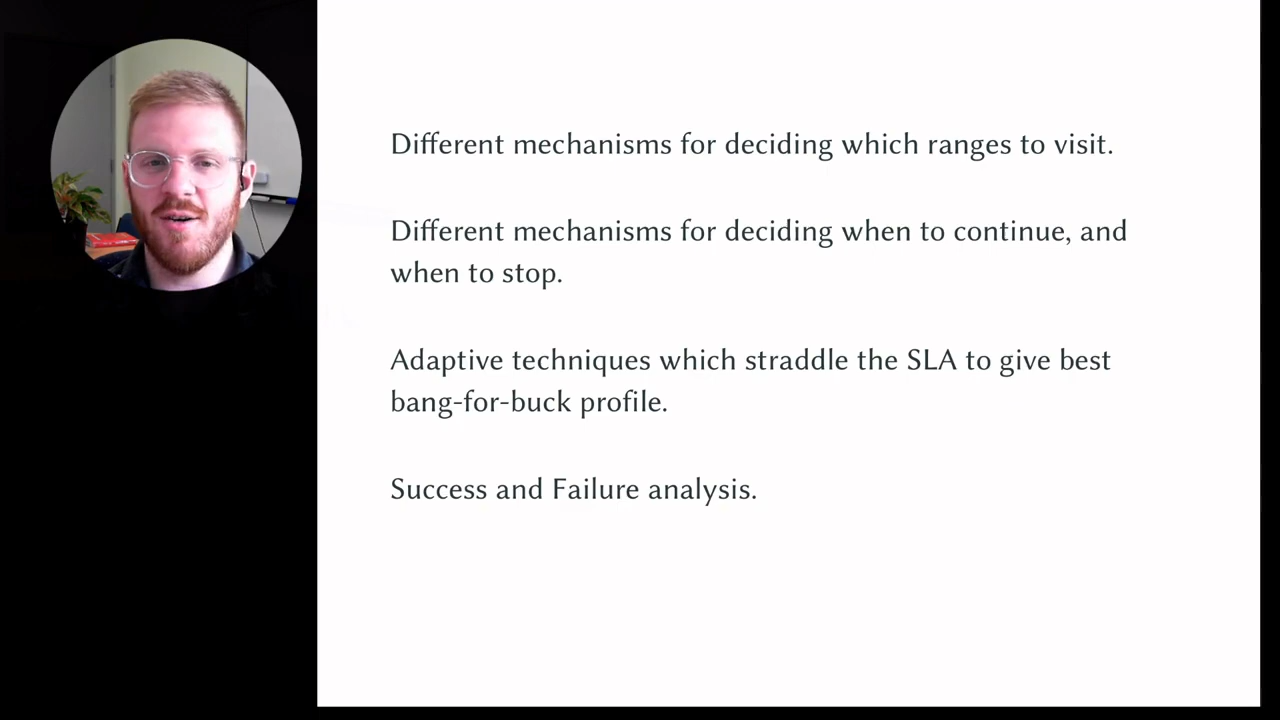 Different mechanisms for deciding which ranges to visit.
Different mechanisms for deciding when to continue, and
when to stop.
Adaptive techniques which straddle the SLA to give best
bang-for-buck profile.
Success and Failure analysis.